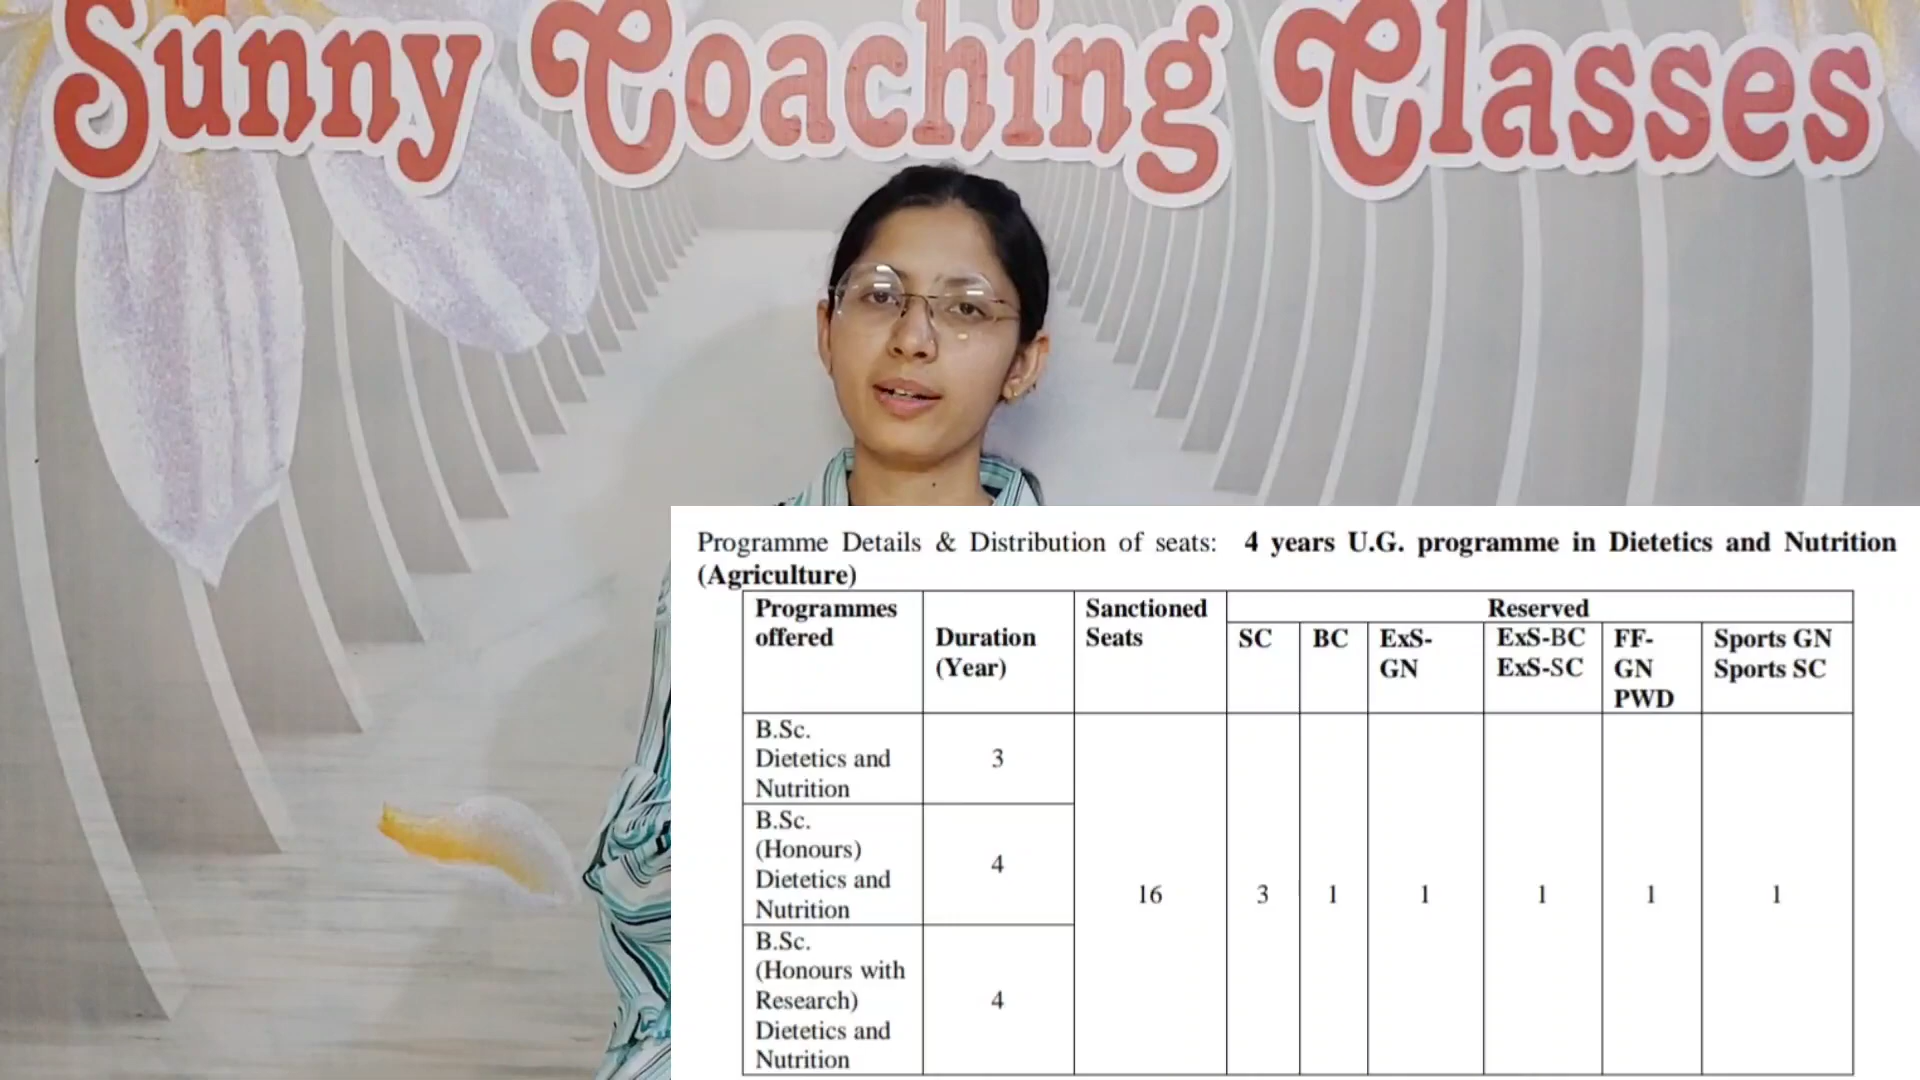 Sunny Coaching Classes
Programme Details & Distribution of seats: 4 years U.G. programme in Dietetics and Nutrition
(Agriculture)
Programmes offered
Duration (Year)
Sanctioned Seats
Reserved
SC
BC
ExS-GN
ExS-BC
ExS-SC
FF-GN
PWD
Sports GN
Sports SC
B.Sc.
Dietetics and
Nutrition
3
B.Sc.
(Honours)
Dietetics and
Nutrition
4
B.Sc.
(Honours with
Research)
Dietetics and
Nutrition
4
16
3
1
1
1
1
1